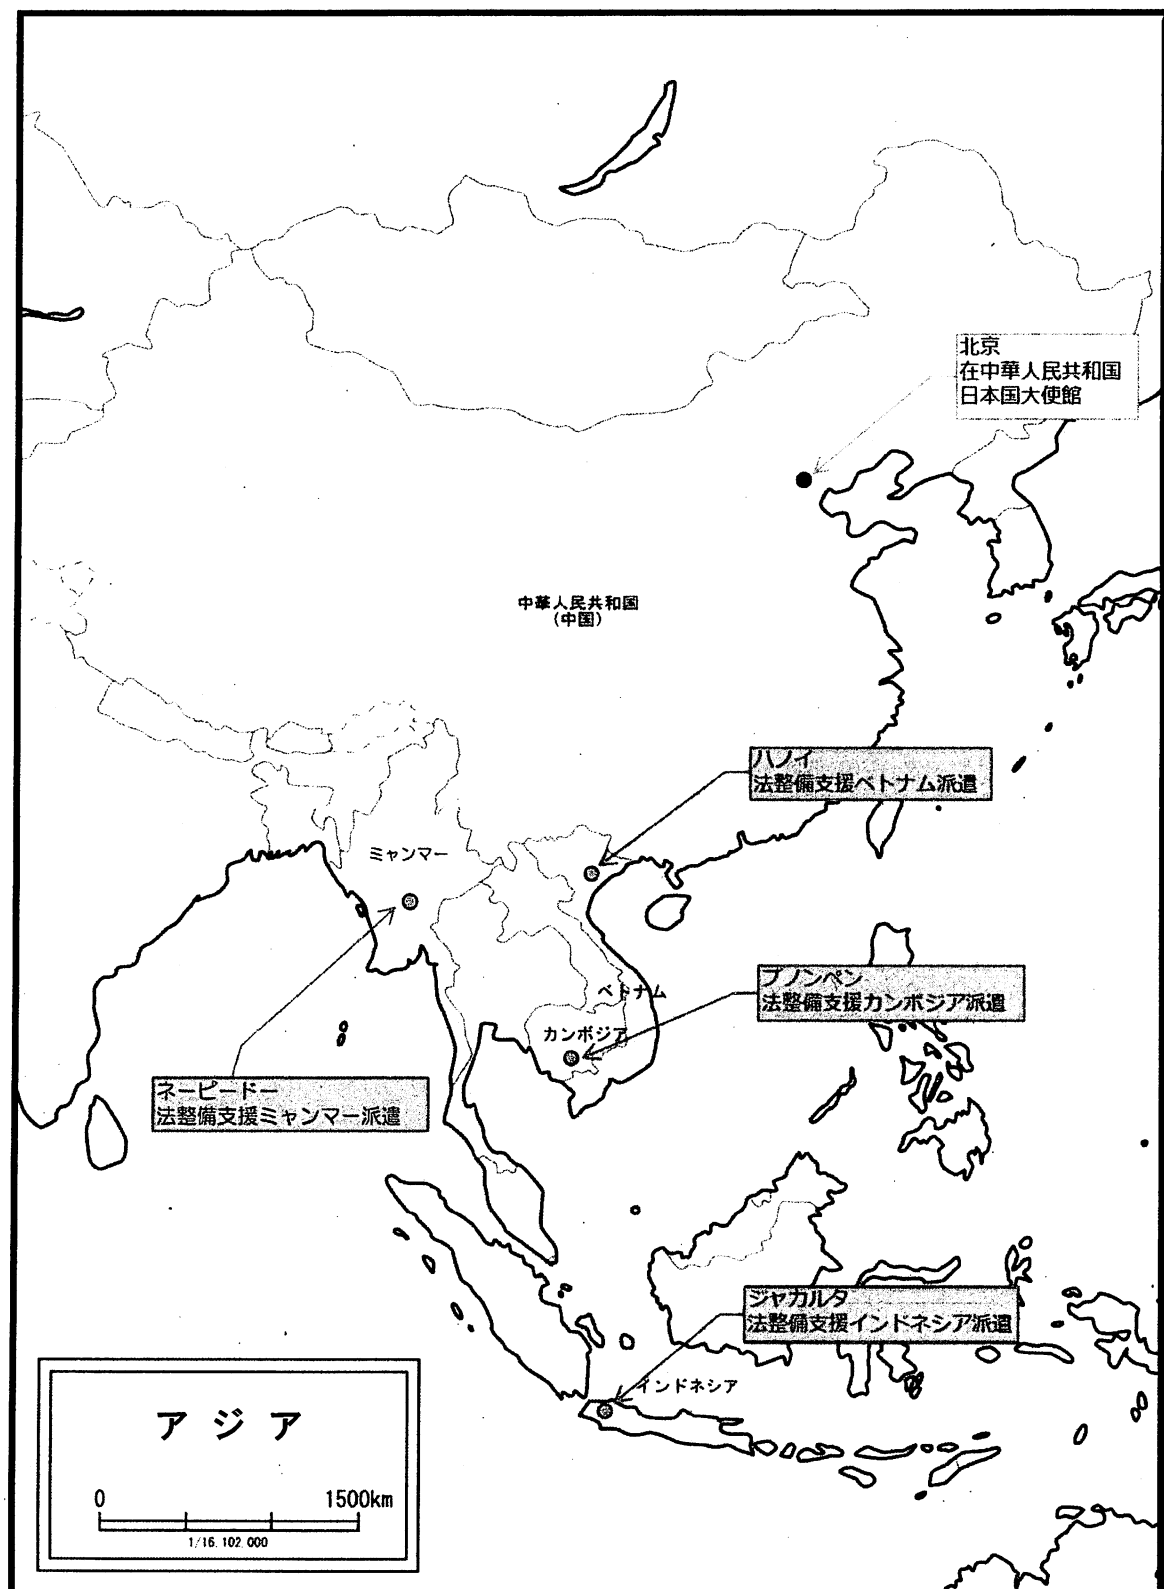 北京
在中華人民共和国
日本国大使館
中華人民共和国
(中国)
ハノイ
法整備支援ベトナム派遣
ミャンマー
プノンペン
法整備支援カンボジア派遣
ベトナム
カンボジア
ネーピードー
法整備支援ミャンマー派遣
ジャカルタ
法整備支援インドネシア派遣
インドネシア
アジア
0 1500km
1/16,102,000